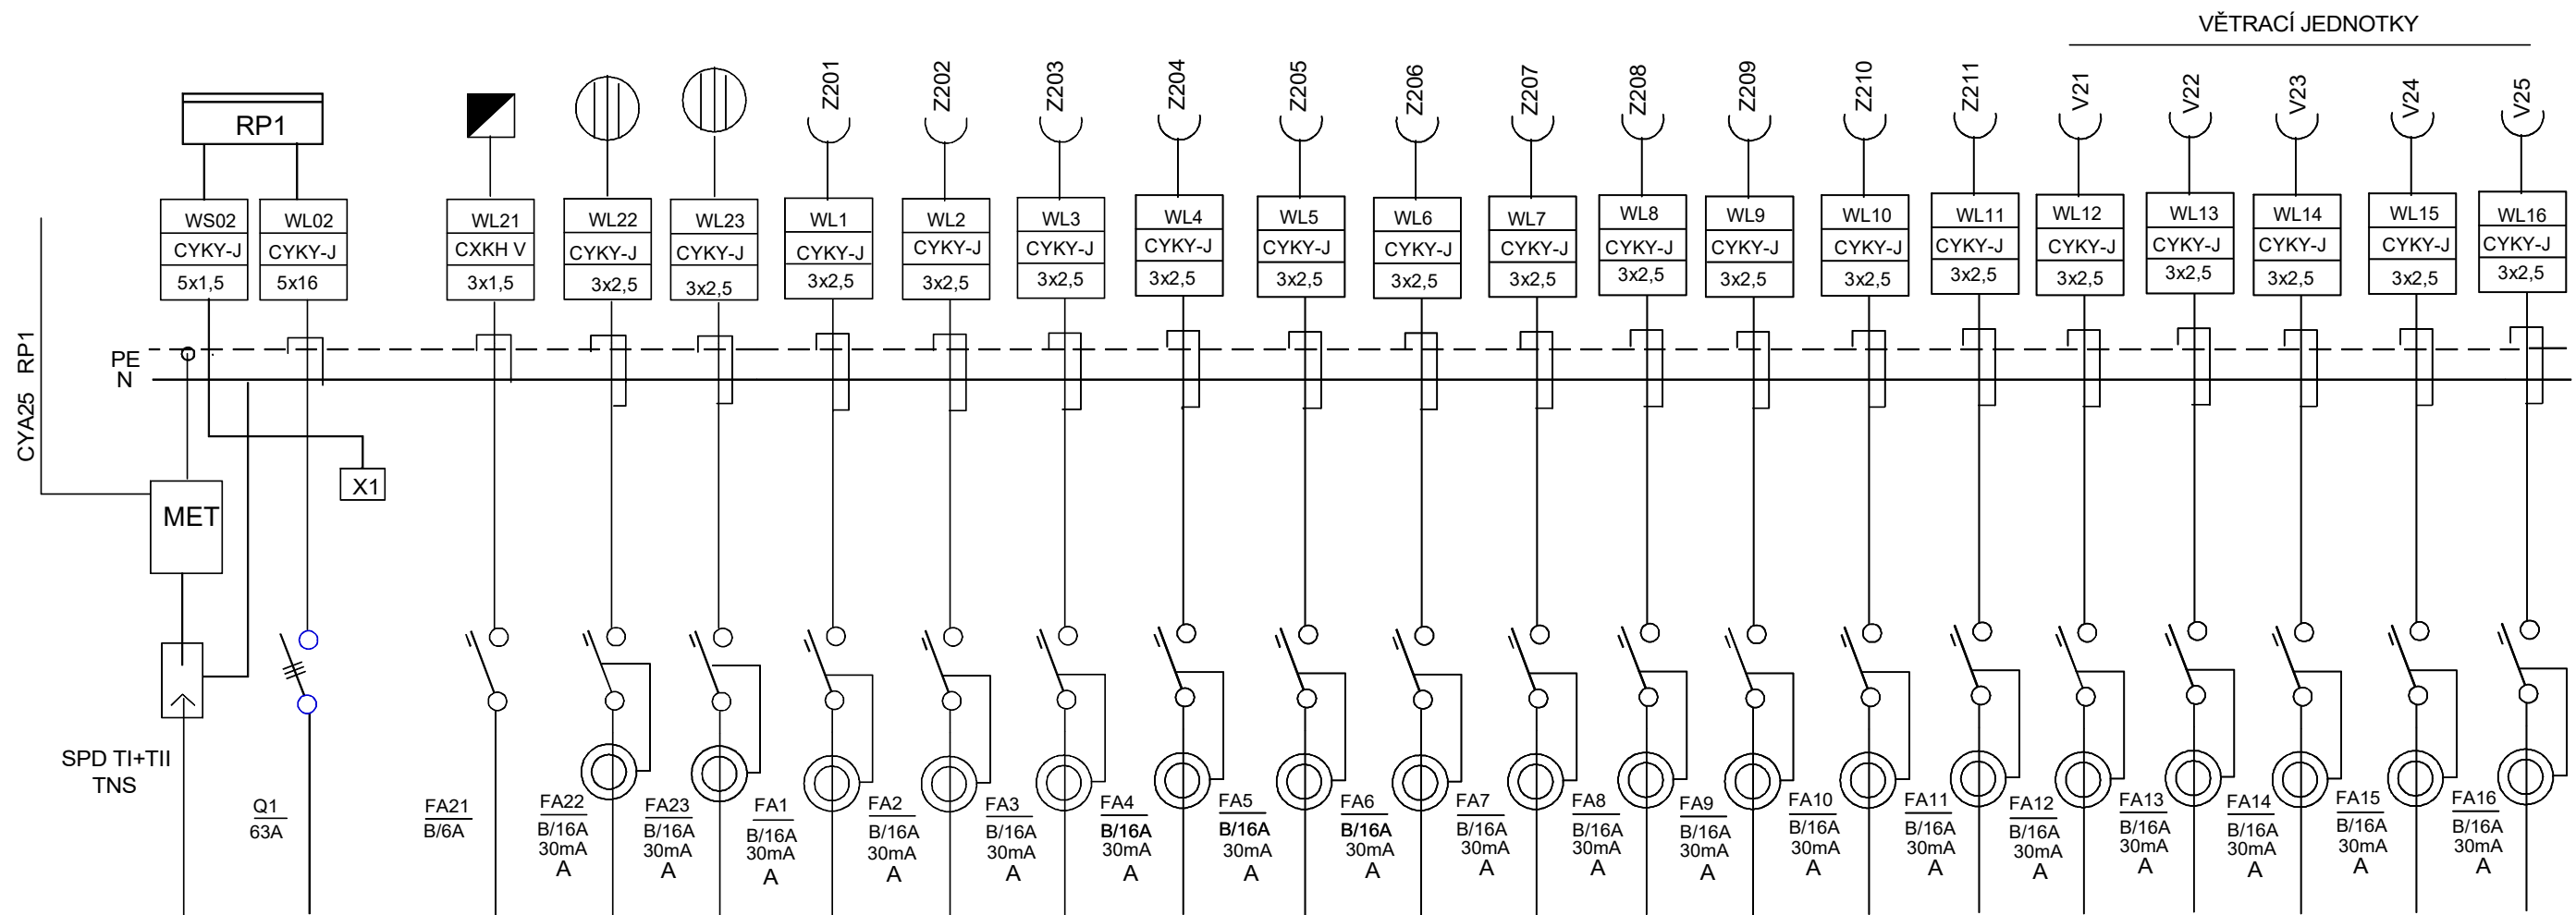 VĚTRACÍ JEDNOTKY
Z201 Z202 Z203 Z204 Z205 Z206 Z207 Z208 Z209 Z210 Z211 V21 V22 V23 V24 V25
RP1
WS02 WL02 WL21 WL22 WL23 WL1 WL2 WL3 WL4 WL5 WL6 WL7 WL8 WL9 WL10 WL11 WL12 WL13 WL14 WL15 WL16
CYKY-J CYKY-J CXKH V CYKY-J CYKY-J CYKY-J CYKY-J CYKY-J CYKY-J CYKY-J CYKY-J CYKY-J CYKY-J CYKY-J CYKY-J CYKY-J CYKY-J CYKY-J CYKY-J CYKY-J CYKY-J
5x1,5 5x16 3x1,5 3x2,5 3x2,5 3x2,5 3x2,5 3x2,5 3x2,5 3x2,5 3x2,5 3x2,5 3x2,5 3x2,5 3x2,5 3x2,5 3x2,5 3x2,5 3x2,5 3x2,5 3x2,5
CYA25 RP1
PE
N
X1
MET
SPD TI+TII
TNS
Q1 FA21 FA22 FA23 FA1 FA2 FA3 FA4 FA5 FA6 FA7 FA8 FA9 FA10 FA11 FA12 FA13 FA14 FA15 FA16
63A B/6A B/16A B/16A B/16A B/16A B/16A B/16A B/16A B/16A B/16A B/16A B/16A B/16A B/16A B/16A B/16A B/16A B/16A B/16A
30mA 30mA 30mA 30mA 30mA 30mA 30mA 30mA 30mA 30mA 30mA 30mA 30mA 30mA 30mA 30mA 30mA 30mA
A A A A A A A A A A A A A A A A A A